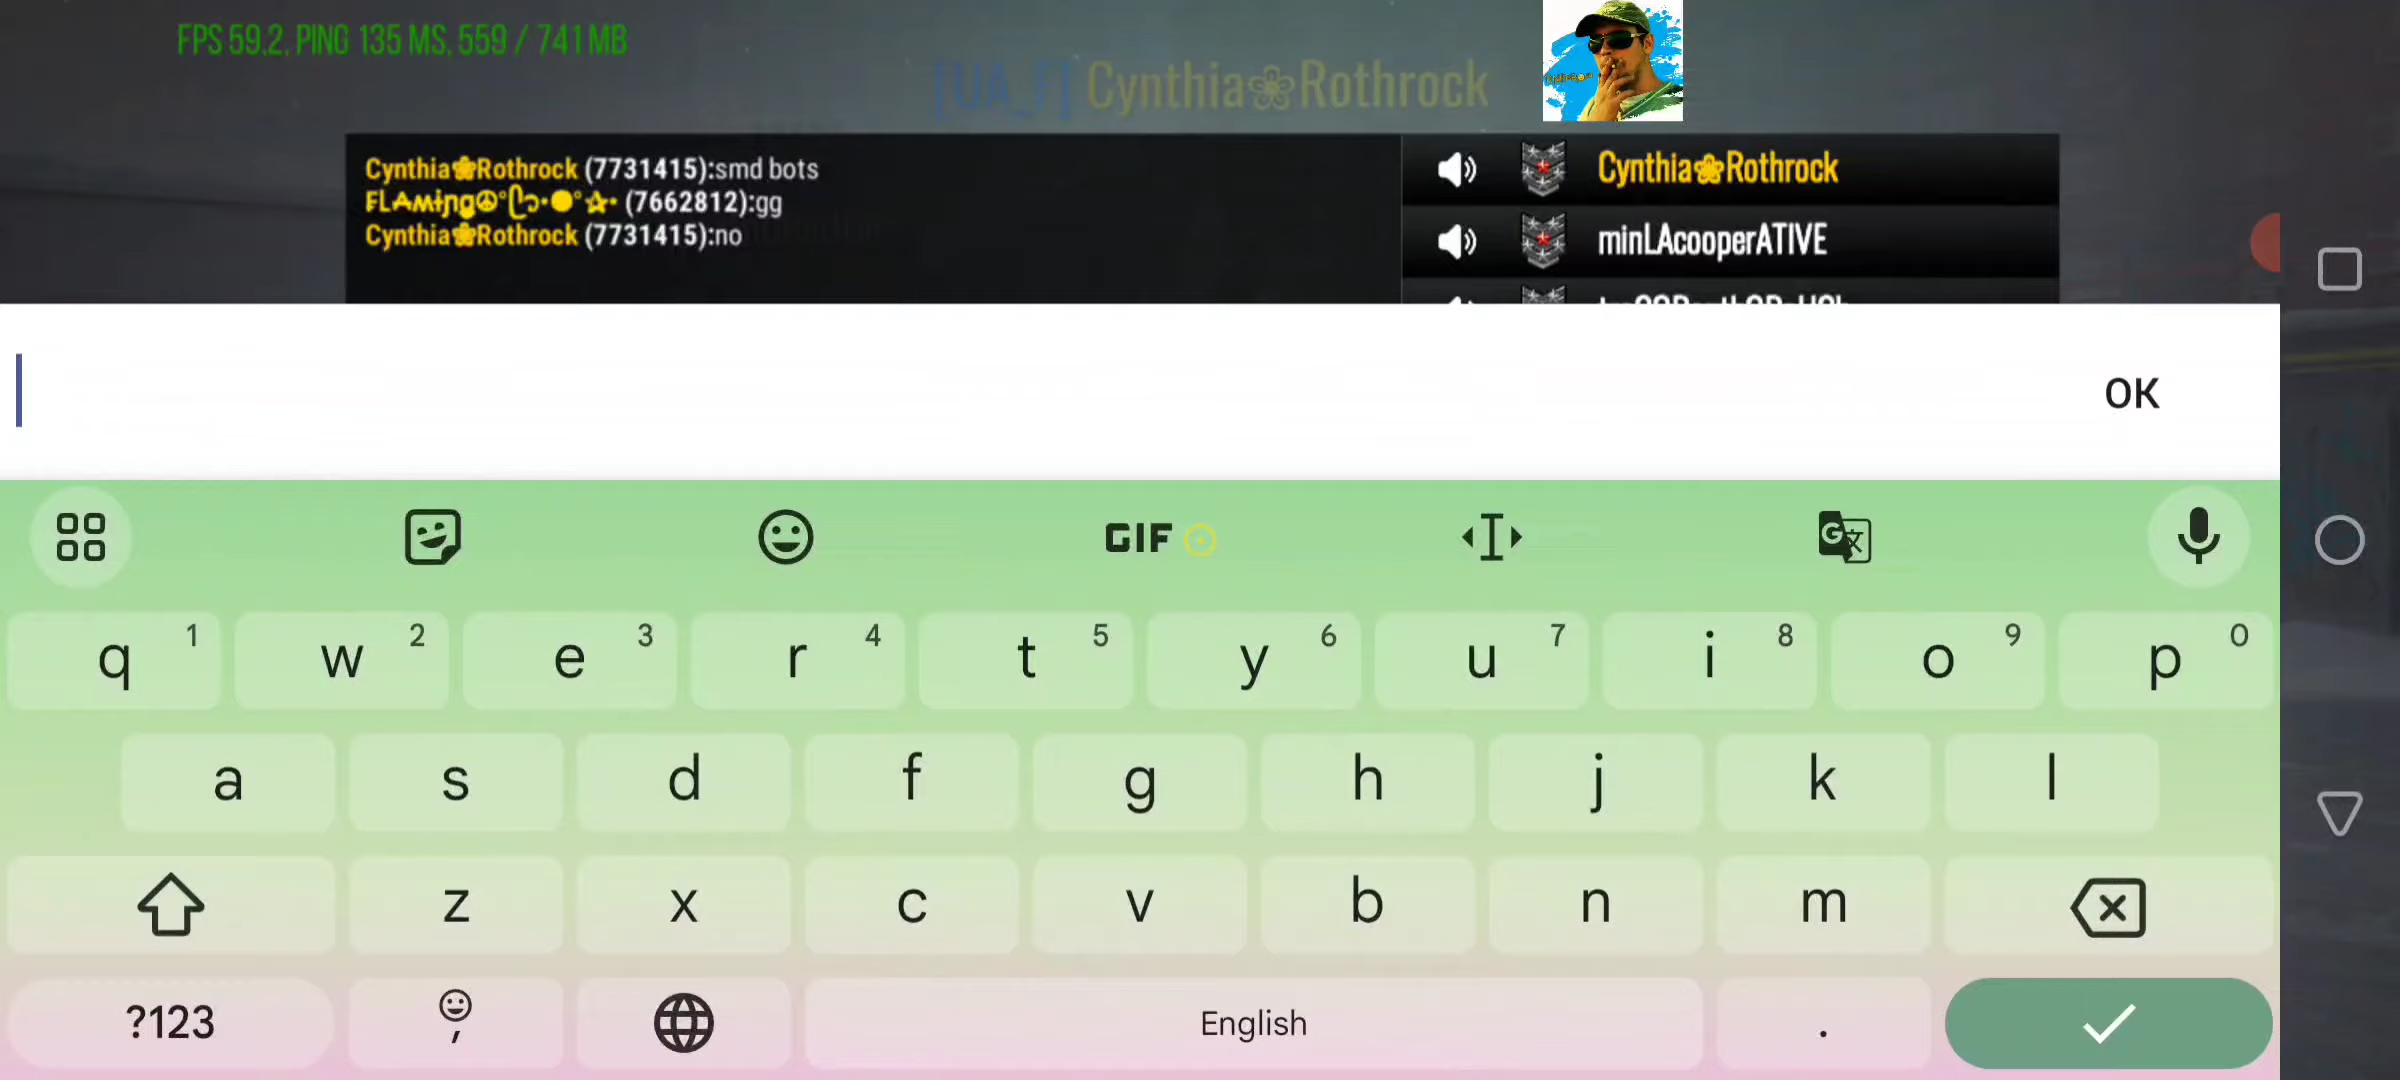 FPS 59,2, PING 135 MS, 559 / 741 MB
[UA_F] Cynthia❀Rothrock
Cynthia❀Rothrock (7731415):smd bots
(7662812):gg
Cynthia❀Rothrock (7731415):no
Cynthia❀Rothrock
minLAcooperATIVE
OK
GIF
q 1 w 2 e 3 r 4 t 5 y 6 u 7 i 8 o 9 p 0
a s d f g h j k l
z x c v b n m
?123 , English .